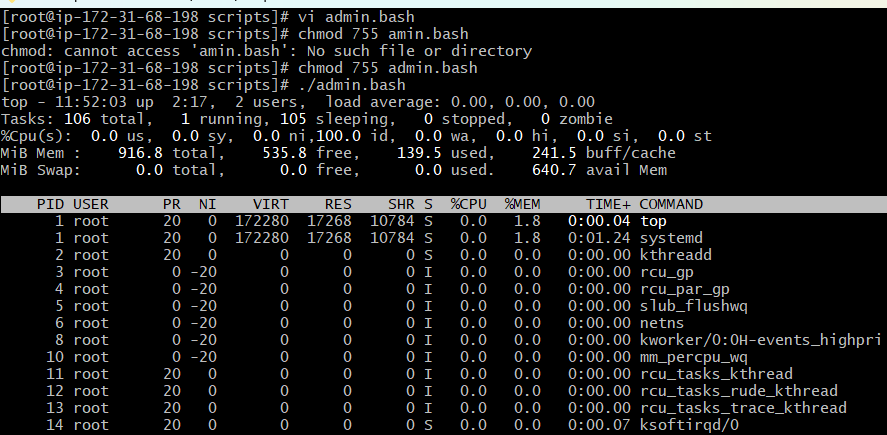 [root@ip-172-31-68-198 scripts]# vi admin.bash
[root@ip-172-31-68-198 scripts]# chmod 755 amin.bash
chmod: cannot access 'amin.bash': No such file or directory
[root@ip-172-31-68-198 scripts]# chmod 755 admin.bash
[root@ip-172-31-68-198 scripts]# ./admin.bash
top - 11:52:03 up  2:17,  2 users,  load average: 0.00, 0.00, 0.00
Tasks: 106 total,   1 running, 105 sleeping,   0 stopped,   0 zombie
%Cpu(s):  0.0 us,  0.0 sy,  0.0 ni,100.0 id,  0.0 wa,  0.0 hi,  0.0 si,  0.0 st
MiB Mem :    916.8 total,    535.8 free,    139.5 used,    241.5 buff/cache
MiB Swap:      0.0 total,      0.0 free,      0.0 used.    640.7 avail Mem
PID USER      PR  NI    VIRT    RES    SHR S  %CPU  %MEM     TIME+ COMMAND
1 root      20   0  172280  17268  10784 S   0.0   1.8   0:00.04 top
1 root      20   0  172280  17268  10784 S   0.0   1.8   0:01.24 systemd
2 root      20   0       0      0      0 S   0.0   0.0   0:00.00 kthreadd
3 root       0 -20       0      0      0 I   0.0   0.0   0:00.00 rcu_gp
4 root       0 -20       0      0      0 I   0.0   0.0   0:00.00 rcu_par_gp
5 root       0 -20       0      0      0 I   0.0   0.0   0:00.00 slub_flushwq
6 root       0 -20       0      0      0 I   0.0   0.0   0:00.00 netns
8 root       0 -20       0      0      0 I   0.0   0.0   0:00.00 kworker/0:0H-events_highpri
10 root       0 -20       0      0      0 I   0.0   0.0   0:00.00 mm_percpu_wq
11 root      20   0       0      0      0 I   0.0   0.0   0:00.00 rcu_tasks_kthread
12 root      20   0       0      0      0 I   0.0   0.0   0:00.00 rcu_tasks_rude_kthread
13 root      20   0       0      0      0 I   0.0   0.0   0:00.00 rcu_tasks_trace_kthread
14 root      20   0       0      0      0 S   0.0   0.0   0:00.07 ksoftirqd/0